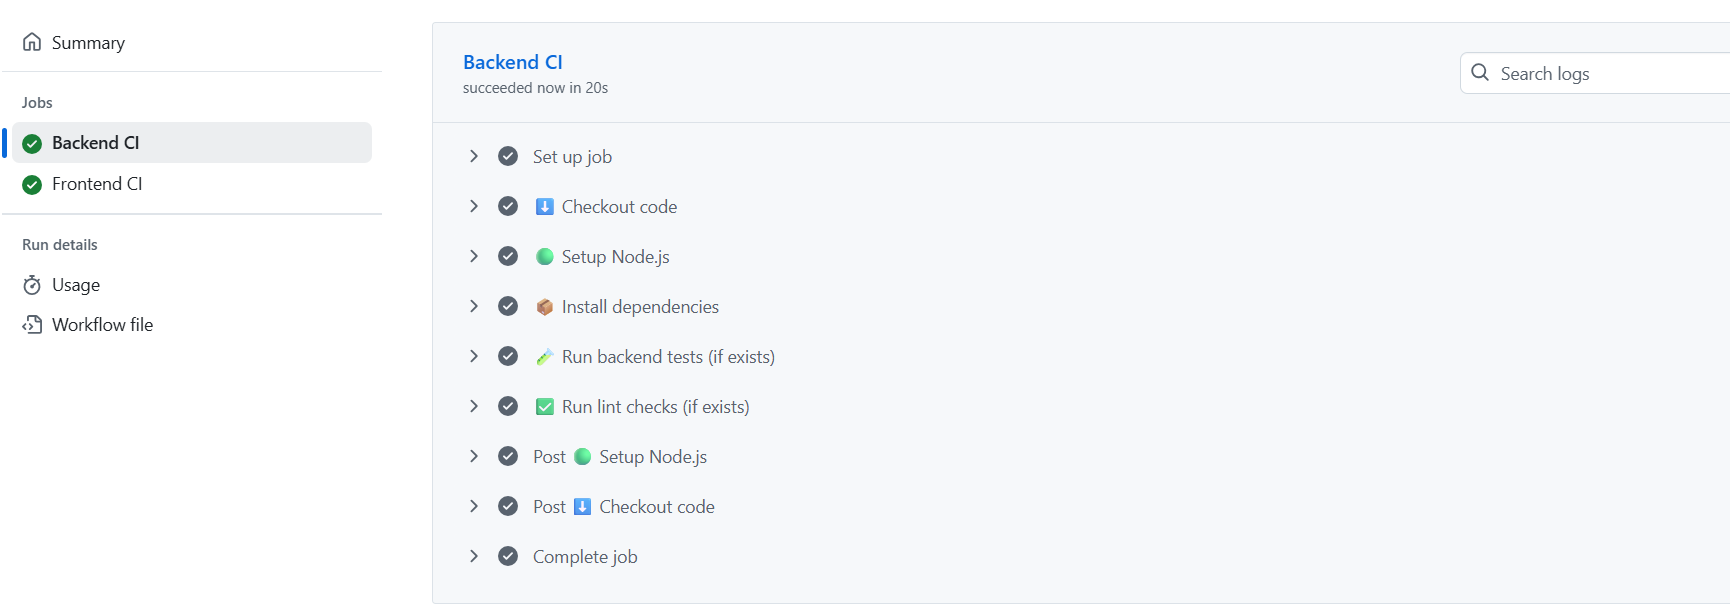 Summary
Jobs
Backend CI
Frontend CI
Run details
Usage
Workflow file
Backend CI
succeeded now in 20s
Search logs
Set up job
⬇️ Checkout code
🟢 Setup Node.js
📦 Install dependencies
🧪 Run backend tests (if exists)
✅ Run lint checks (if exists)
Post 🟢 Setup Node.js
Post ⬇️ Checkout code
Complete job